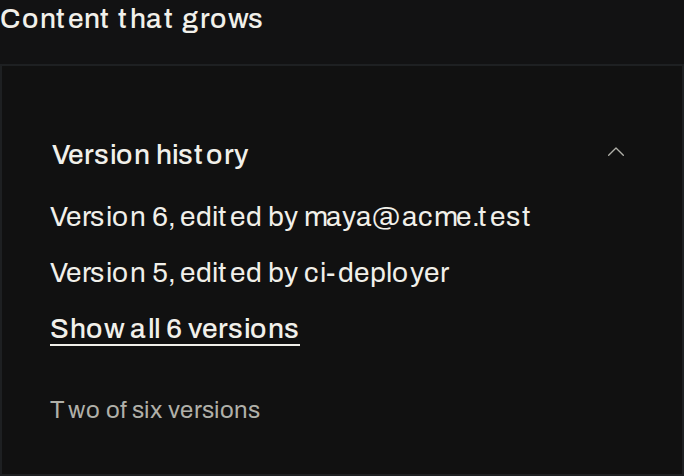 Content that grows
Version history
Version 6, edited by maya@acme.test
Version 5, edited by ci-deployer
Show all 6 versions
Two of six versions